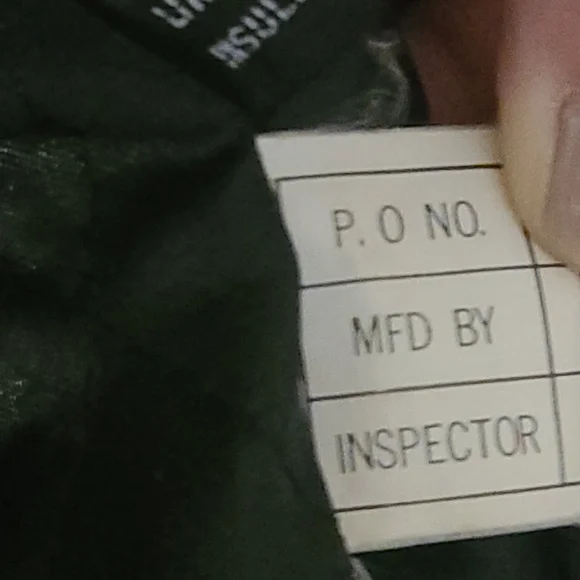 P. O NO.
MFD BY
INSPECTOR